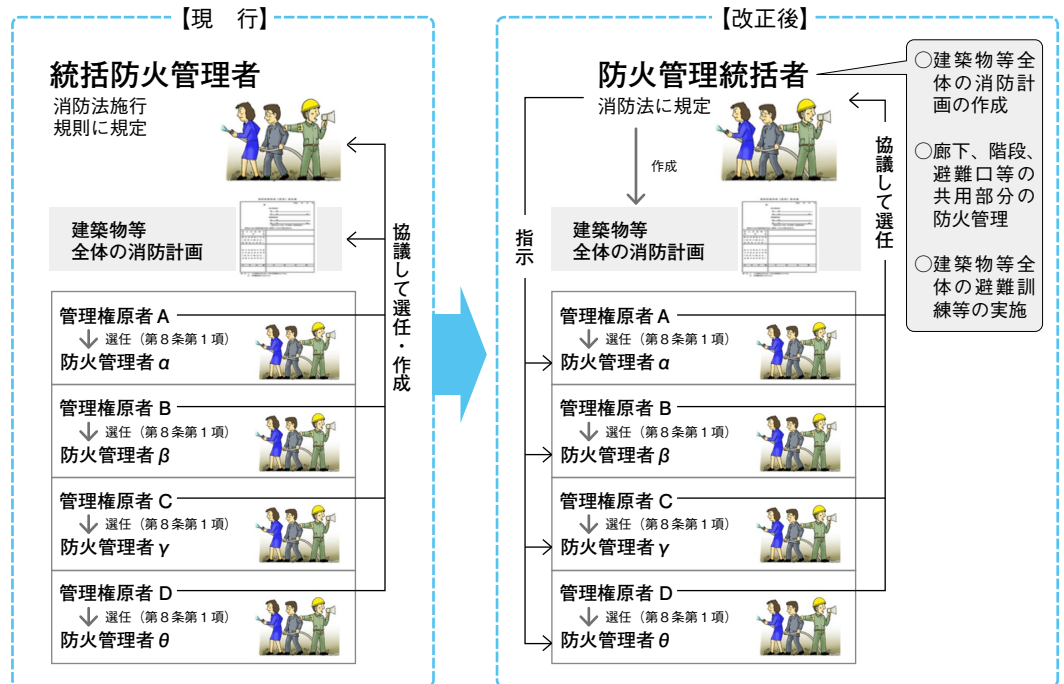 【現　行】
統括防火管理者
消防法施行
規則に規定
建築物等
全体の消防計画
協議して選任・作成
管理権原者 A
選任（第８条第１項）
防火管理者 α
管理権原者 B
選任（第８条第１項）
防火管理者 β
管理権原者 C
選任（第８条第１項）
防火管理者 γ
管理権原者 D
選任（第８条第１項）
防火管理者 θ
【改正後】
防火管理統括者
消防法に規定
作成
建築物等
全体の消防計画
指示
協議して選任
○建築物等全
体の消防計
画の作成
○廊下、階段、
避難口等の
共用部分の
防火管理
○建築物等全
体の避難訓
練等の実施
管理権原者 A
選任（第８条第１項）
防火管理者 α
管理権原者 B
選任（第８条第１項）
防火管理者 β
管理権原者 C
選任（第８条第１項）
防火管理者 γ
管理権原者 D
選任（第８条第１項）
防火管理者 θ